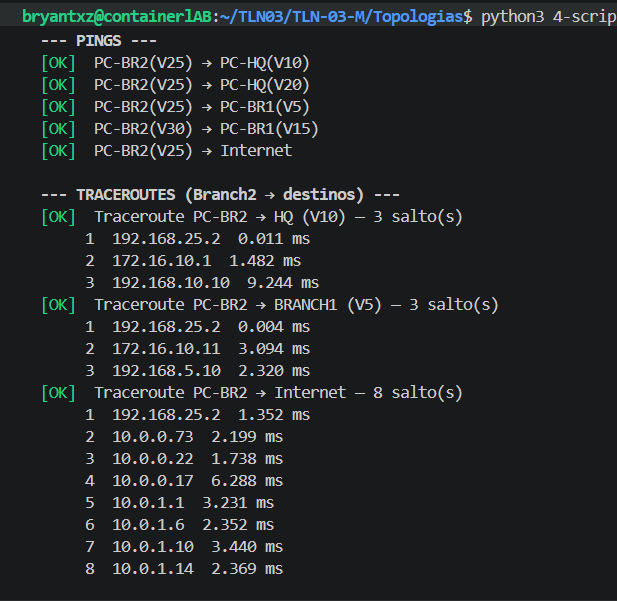 bryantxz@containerlAB:~/TLN03/TLN-03-M/Topologias$ python3 4-scrip
--- PINGS ---
[OK] PC-BR2(V25) → PC-HQ(V10)
[OK] PC-BR2(V25) → PC-HQ(V20)
[OK] PC-BR2(V25) → PC-BR1(V5)
[OK] PC-BR2(V30) → PC-BR1(V15)
[OK] PC-BR2(V25) → Internet
--- TRACEROUTES (Branch2 → destinos) ---
[OK] Traceroute PC-BR2 → HQ (V10) — 3 salto(s)
1 192.168.25.2 0.011 ms
2 172.16.10.1 1.482 ms
3 192.168.10.10 9.244 ms
[OK] Traceroute PC-BR2 → BRANCH1 (V5) — 3 salto(s)
1 192.168.25.2 0.004 ms
2 172.16.10.11 3.094 ms
3 192.168.5.10 2.320 ms
[OK] Traceroute PC-BR2 → Internet — 8 salto(s)
1 192.168.25.2 1.352 ms
2 10.0.0.73 2.199 ms
3 10.0.0.22 1.738 ms
4 10.0.0.17 6.288 ms
5 10.0.1.1 3.231 ms
6 10.0.1.6 2.352 ms
7 10.0.1.10 3.440 ms
8 10.0.1.14 2.369 ms